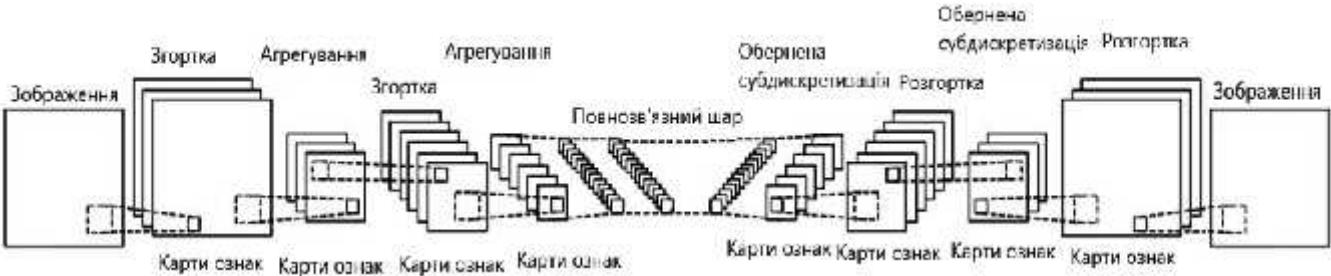 Зображення
Згортка
Агрегування
Згортка
Агрегування
Повнозв'язний шар
Обернена
субдискретизація
Розгортка
Обернена
субдискретизація
Розгортка
Зображення
Карти ознак
Карти ознак
Карти ознак
Карти ознак
Карти ознак
Карти ознак
Карти ознак
Карти ознак